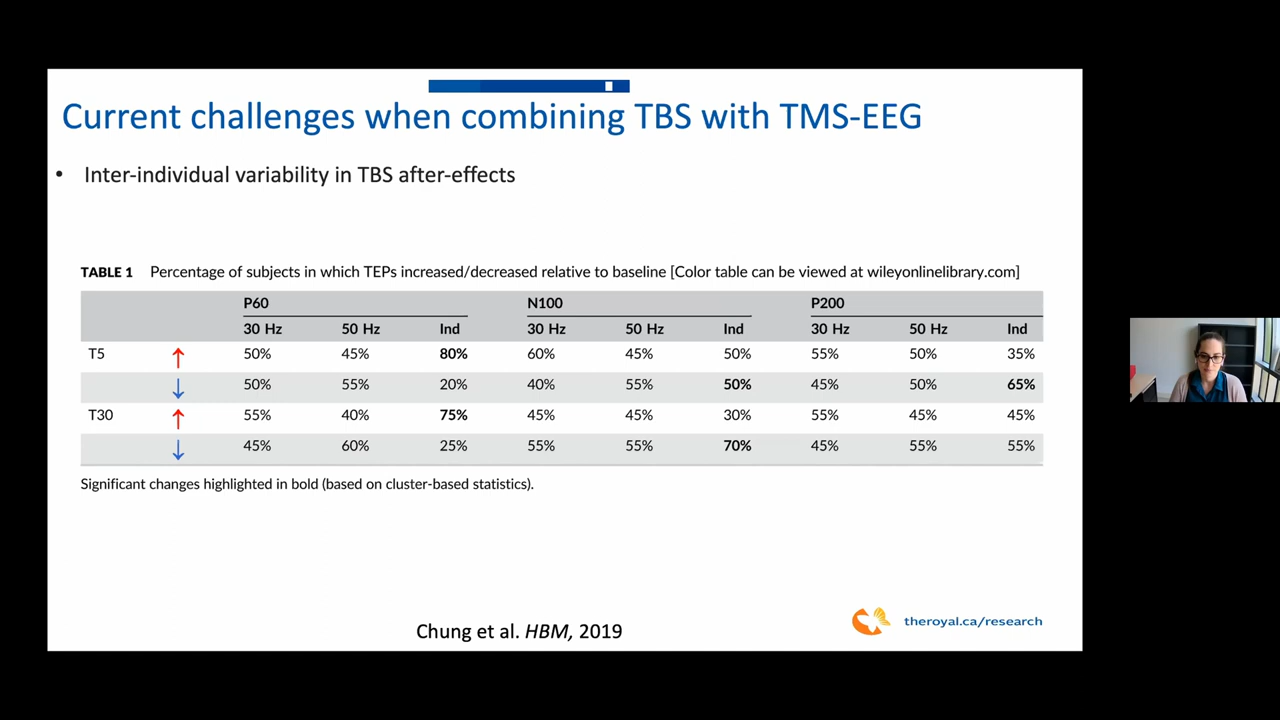 Current challenges when combining TBS with TMS-EEG
• Inter-individual variability in TBS after-effects
TABLE 1 Percentage of subjects in which TEPs increased/decreased relative to baseline [Color table can be viewed at wileyonlinelibrary.com]
P60 N100 P200
30 Hz 50 Hz Ind 30 Hz 50 Hz Ind 30 Hz 50 Hz Ind
T5 ↑ 50% 45% 80% 60% 45% 50% 55% 50% 35%
↓ 50% 55% 20% 40% 55% 50% 45% 50% 65%
T30 ↑ 55% 40% 75% 45% 45% 30% 55% 45% 45%
↓ 45% 60% 25% 55% 55% 70% 45% 55% 55%
Significant changes highlighted in bold (based on cluster-based statistics).
Chung et al. HBM, 2019
theroyal.ca/research